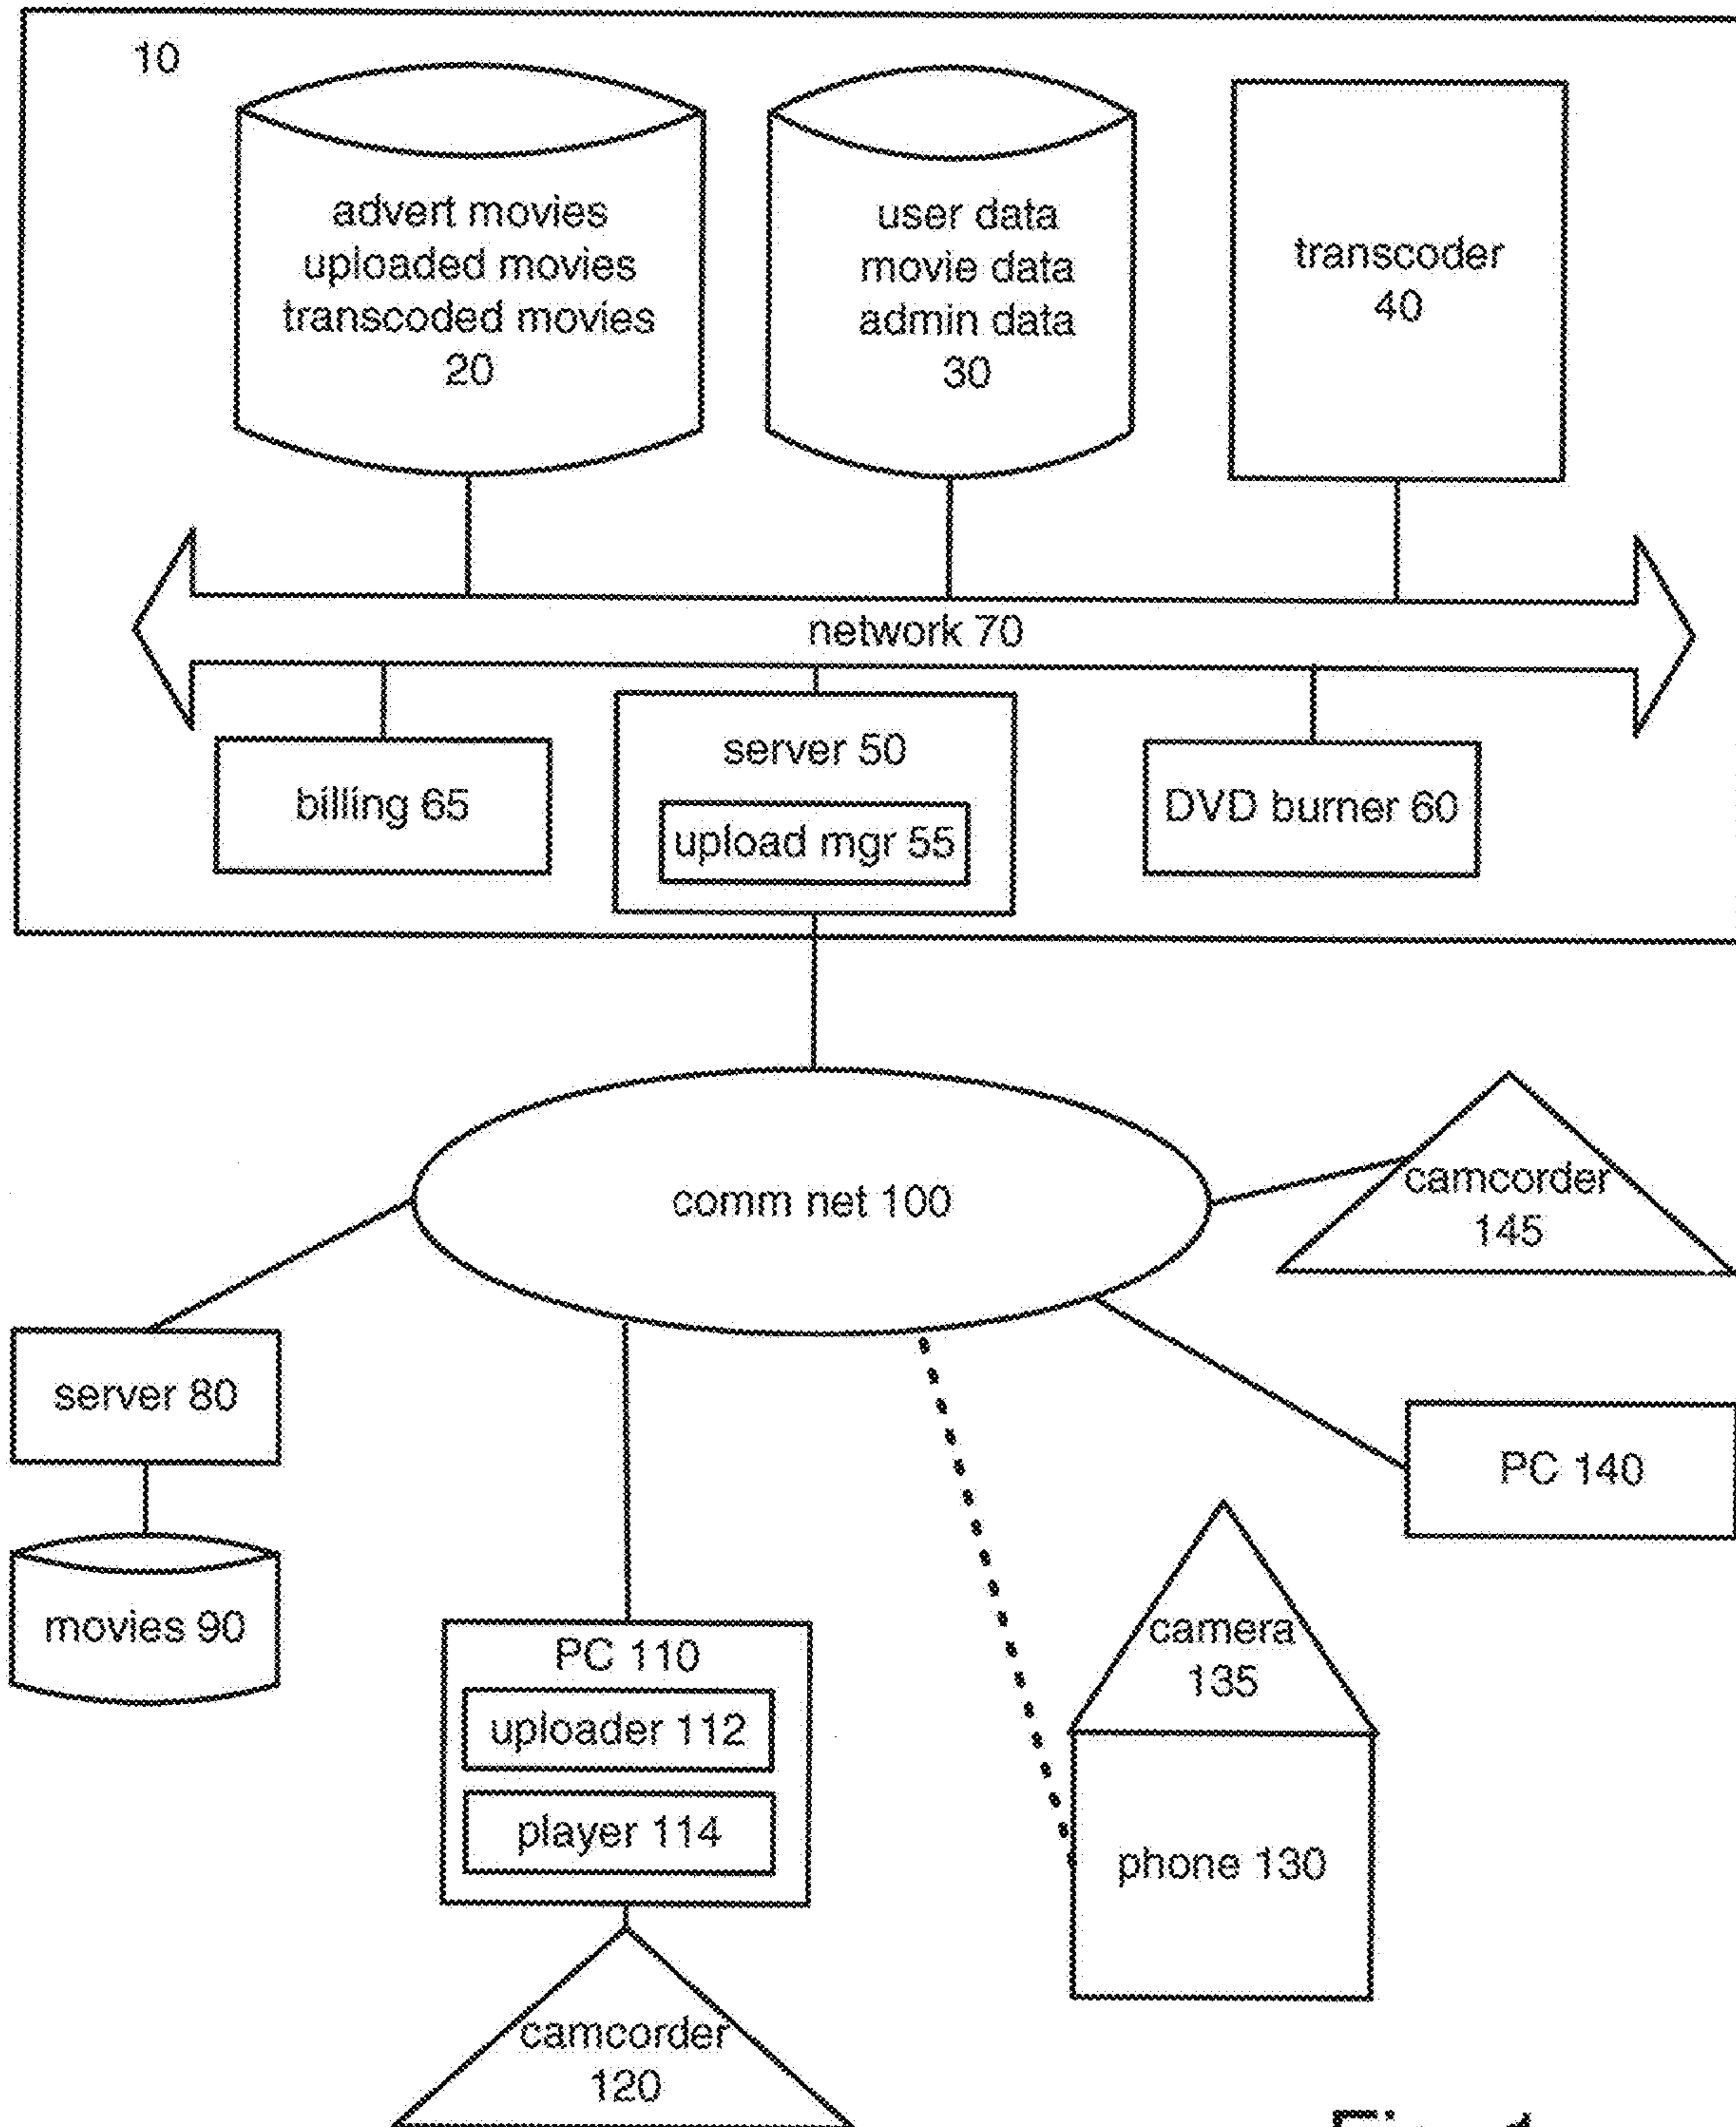 10
advert movies
uploaded movies
transcoded movies
20
user data
movie data
admin data
30
transcoder
40
network 70
billing 65
server 50
upload mgr 55
DVD burner 60
comm net 100
camcorder
145
server 80
PC 140
movies 90
camera
135
PC 110
uploader 112
player 114
phone 130
camcorder
120